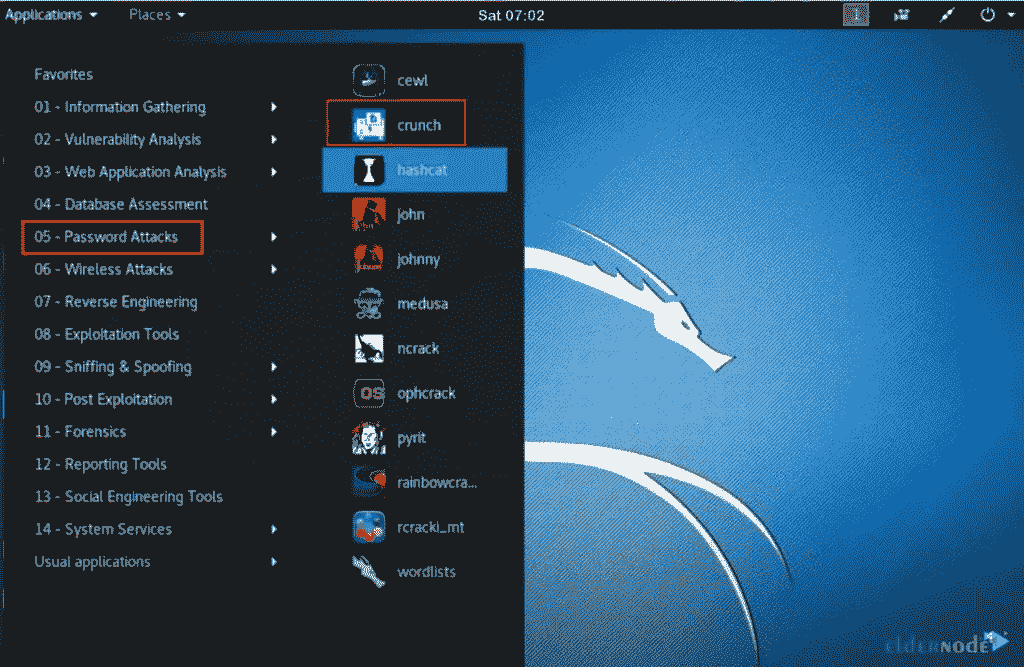 Applications Places Sat 07:02 1
Favorites
01 - Information Gathering
02 - Vulnerability Analysis
03 - Web Application Analysis
04 - Database Assessment
05 - Password Attacks
06 - Wireless Attacks
07 - Reverse Engineering
08 - Exploitation Tools
09 - Sniffing & Spoofing
10 - Post Exploitation
11 - Forensics
12 - Reporting Tools
13 - Social Engineering Tools
14 - System Services
Usual applications
cewl
crunch
hashcat
john
johnny
medusa
ncrack
OS
ophcrack
pyrit
rainbowcra...
rcracki_mt
wordlists
elderNODE